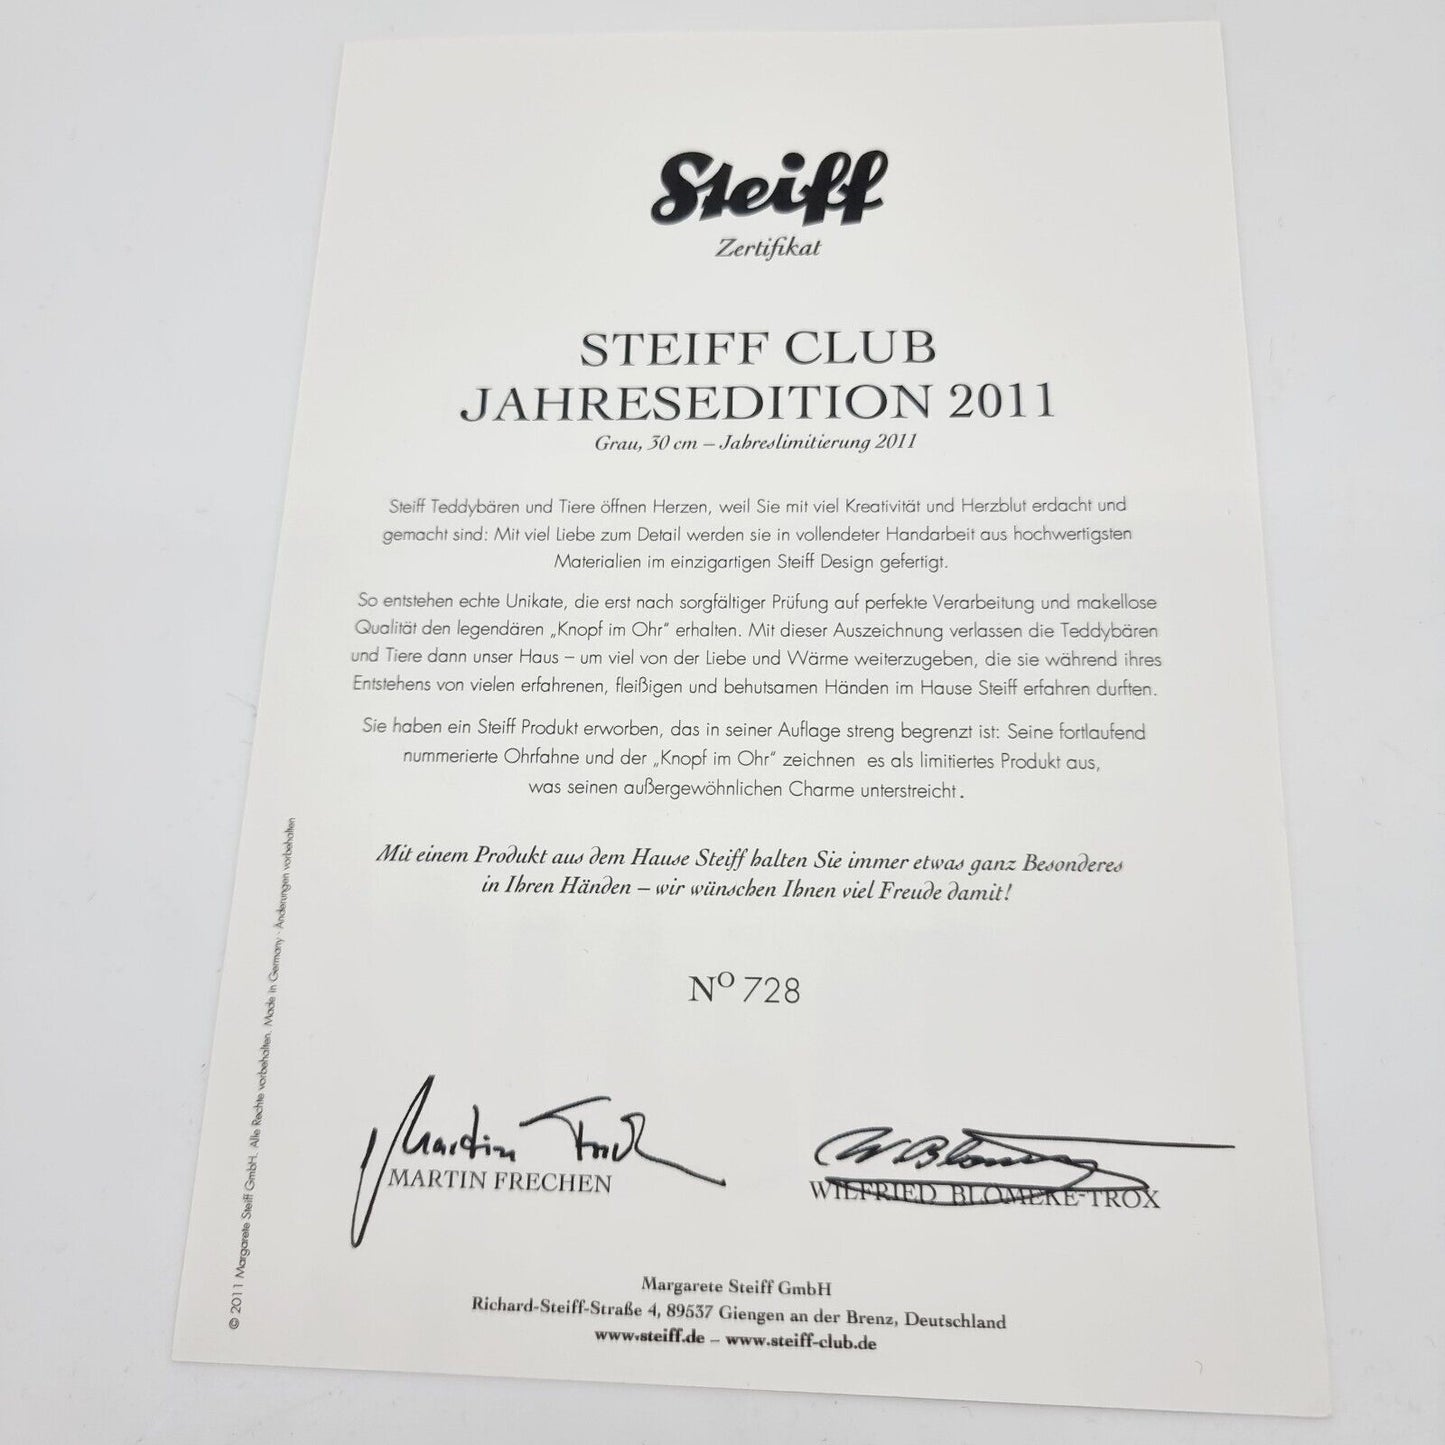 Steiff
Zertifikat
STEIFF CLUB
JAHRESEDITION 2011
Grau, 30 cm – Jahreslimitierung 2011
Steiff Teddybären und Tiere öffnen Herzen, weil Sie mit viel Kreativität und Herzblut erdacht und
gemacht sind: Mit viel Liebe zum Detail werden sie in vollendeter Handarbeit aus hochwertigsten
Materialien im einzigartigen Steiff Design gefertigt.
So entstehen echte Unikate, die erst nach sorgfältiger Prüfung auf perfekte Verarbeitung und makellose
Qualität den legendären „Knopf im Ohr“ erhalten. Mit dieser Auszeichnung verlassen die Teddybären
und Tiere dann unser Haus – um viel von der Liebe und Wärme weiterzugeben, die sie während ihres
Entstehens von vielen erfahrenen, fleißigen und behutsamen Händen im Hause Steiff erfahren durften.
Sie haben ein Steiff Produkt erworben, das in seiner Auflage streng begrenzt ist: Seine fortlaufend
nummerierte Ohrfahne und der „Knopf im Ohr“ zeichnen es als limitiertes Produkt aus,
was seinen außergewöhnlichen Charme unterstreicht.
Mit einem Produkt aus dem Hause Steiff halten Sie immer etwas ganz Besonderes
in Ihren Händen – wir wünschen Ihnen viel Freude damit!
Nº 728
MARTIN FRECHEN
WILFRIED BLÖMEKE-TROX
Margarete Steiff GmbH
Richard-Steiff-Straße 4, 89537 Giengen an der Brenz, Deutschland
www.steiff.de – www.steiff-club.de
© 2011 Margarete Steiff GmbH. Alle Rechte vorbehalten. Made in Germany · Änderungen vorbehalten